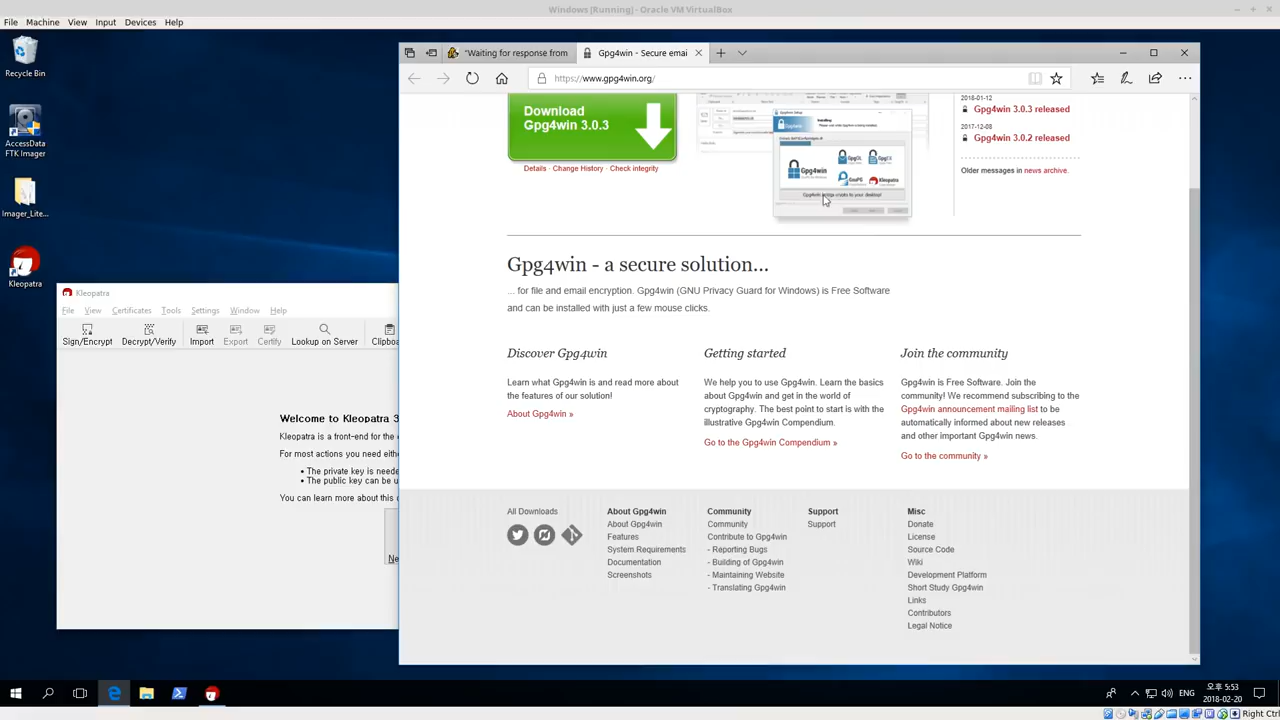 Windows [Running] - Oracle VM VirtualBox
File Machine View Input Devices Help
Recycle Bin
AccessData
FTK Imager
Imager_Lite...
Kleopatra
"Waiting for response from
Gpg4win - Secure emai
https://www.gpg4win.org/
Download
Gpg4win 3.0.3
Details - Change History - Check integrity
Gpg4win
GpgOL
GpgEX
GnuPG
Kleopatra
2018-01-12
Gpg4win 3.0.3 released
2017-12-08
Gpg4win 3.0.2 released
Older messages in news archive.
Gpg4win - a secure solution...
... for file and email encryption. Gpg4win (GNU Privacy Guard for Windows) is Free Software
and can be installed with just a few mouse clicks.
Discover Gpg4win
Learn what Gpg4win is and read more about
the features of our solution!
About Gpg4win »
Getting started
We help you to use Gpg4win. Learn the basics
about Gpg4win and get in the world of
cryptography. The best point to start is with the
illustrative Gpg4win Compendium.
Go to the Gpg4win Compendium »
Join the community
Gpg4win is Free Software. Join the
community! We recommend subscribing to the
Gpg4win announcement mailing list to be
automatically informed about new releases
and other important Gpg4win news.
Go to the community »
All Downloads
About Gpg4win
About Gpg4win
Features
System Requirements
Documentation
Screenshots
Community
Community
Contribute to Gpg4win
- Reporting Bugs
- Building of Gpg4win
- Maintaining Website
- Translating Gpg4win
Support
Support
Misc
Donate
License
Source Code
Wiki
Development Platform
Short Study Gpg4win
Links
Contributors
Legal Notice
Kleopatra
File View Certificates Tools Settings Window Help
Sign/Encrypt Decrypt/Verify Import Export Certify Lookup on Server Clipboa
Welcome to Kleopatra 3
Kleopatra is a front-end for the
For most actions you need eithe
• The private key is neede
• The public key can be u
You can learn more about this o
Ne
ENG
오후 5:53
2018-02-20
Right Ctrl